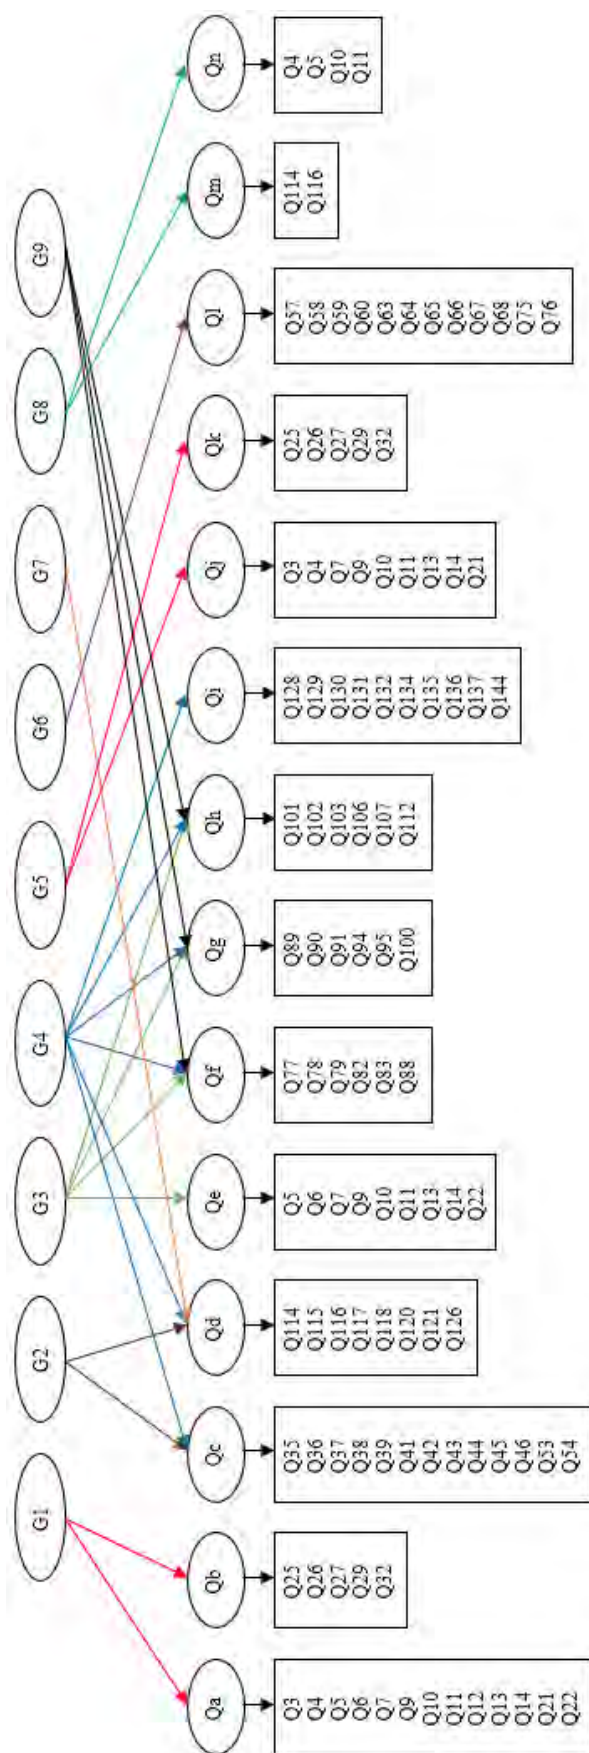 G1
G2
G3
G4
G5
G6
G7
G8
G9
Qa
Qb
Qc
Qd
Qe
Qf
Qg
Qh
Qi
Qj
Qk
Ql
Qm
Qn
Q3
Q4
Q5
Q6
Q7
Q9
Q10
Q11
Q12
Q13
Q14
Q21
Q22
Q25
Q26
Q27
Q29
Q32
Q35
Q36
Q37
Q38
Q39
Q41
Q42
Q43
Q44
Q45
Q46
Q53
Q54
Q114
Q115
Q116
Q117
Q118
Q120
Q121
Q126
Q5
Q6
Q7
Q9
Q10
Q11
Q13
Q14
Q22
Q77
Q78
Q79
Q82
Q83
Q88
Q89
Q90
Q91
Q94
Q95
Q100
Q101
Q102
Q103
Q106
Q107
Q112
Q128
Q129
Q130
Q131
Q132
Q134
Q135
Q136
Q137
Q144
Q3
Q4
Q7
Q9
Q10
Q11
Q13
Q14
Q21
Q25
Q26
Q27
Q29
Q32
Q57
Q58
Q59
Q60
Q63
Q64
Q65
Q66
Q67
Q68
Q75
Q76
Q114
Q116
Q4
Q5
Q10
Q11